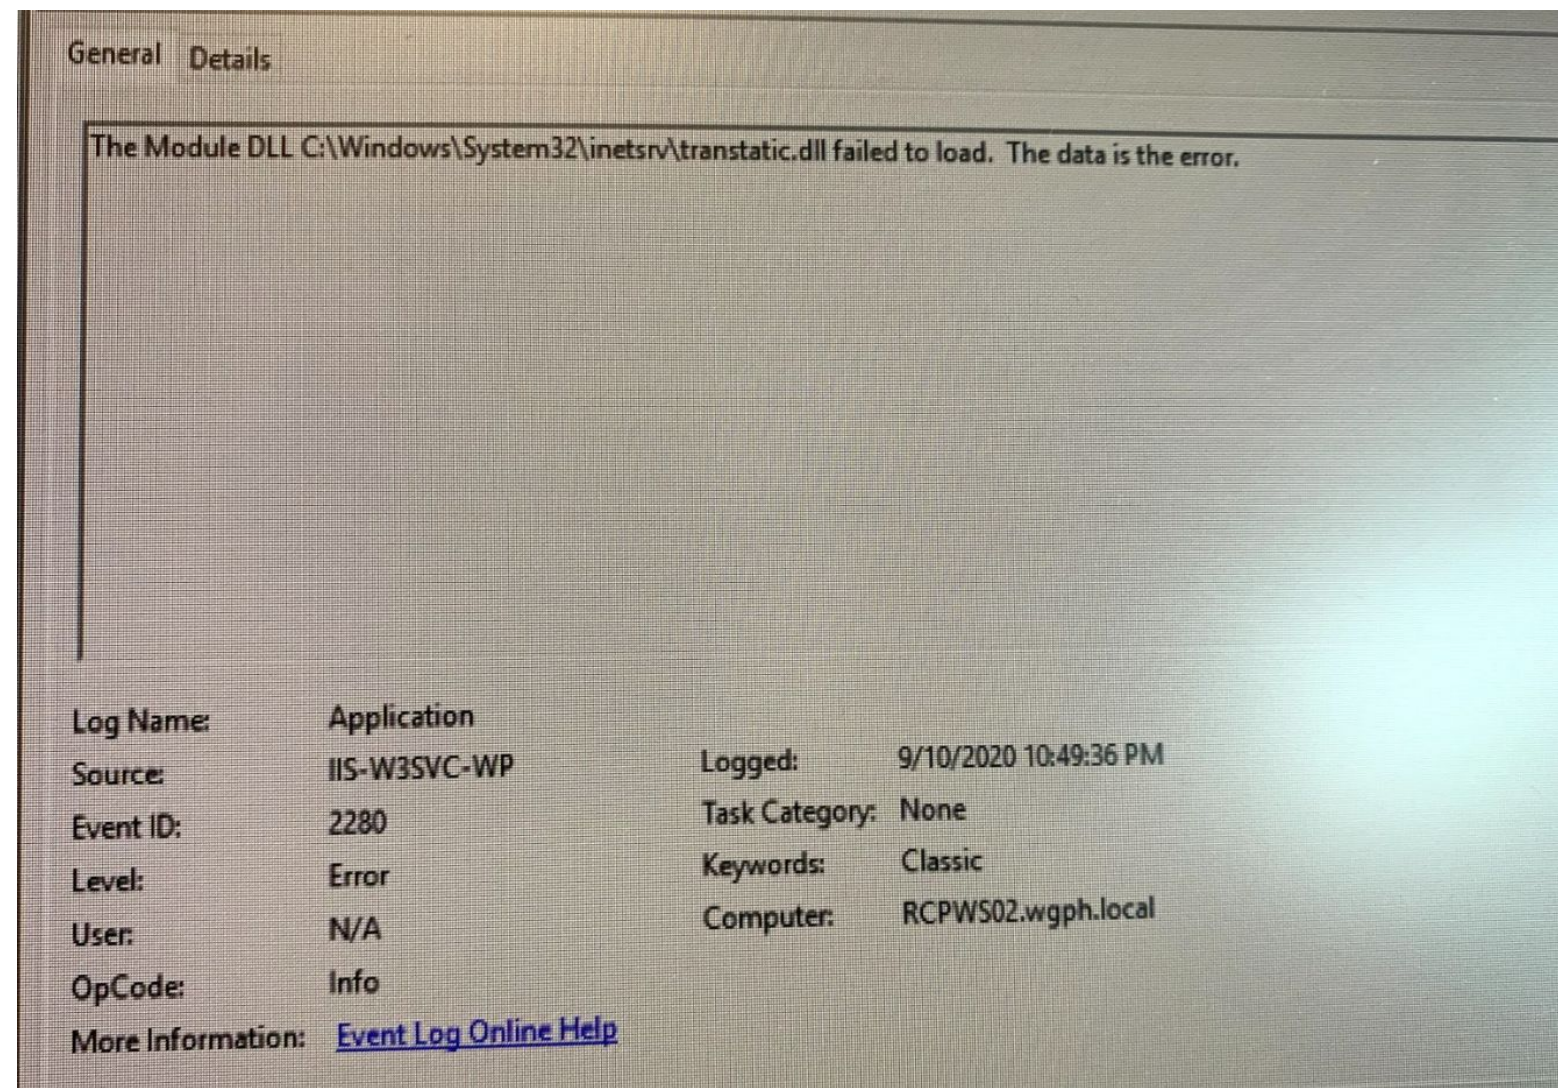 General Details
The Module DLL C:\Windows\System32\inetsrv\transtatic.dll failed to load. The data is the error.
Log Name: Application
Source: IIS-W3SVC-WP Logged: 9/10/2020 10:49:36 PM
Event ID: 2280 Task Category: None
Level: Error Keywords: Classic
User: N/A Computer: RCPWS02.wgph.local
OpCode: Info
More Information: Event Log Online Help